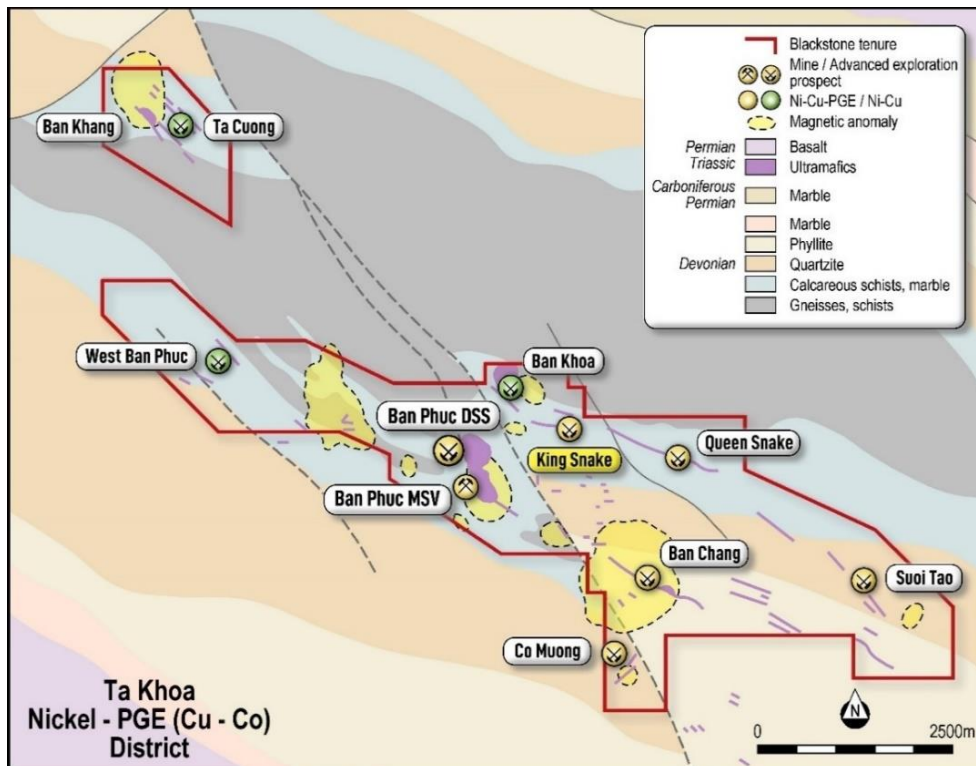 Blackstone tenure
Mine / Advanced exploration
prospect
Ni-Cu-PGE / Ni-Cu
Magnetic anomaly
Permian
Triassic
Basalt
Ultramafics
Carboniferous
Permian
Marble
Marble
Phyllite
Devonian
Quartzite
Calcareous schists, marble
Gneisses, schists
Ban Khang
Ta Cuong
West Ban Phuc
Ban Khoa
Ban Phuc DSS
King Snake
Queen Snake
Ban Phuc MSV
Ban Chang
Suoi Tao
Co Muong
Ta Khoa
Nickel - PGE (Cu - Co)
District
N
0 2500m